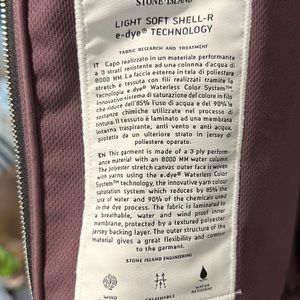 STONE ISLAND
LIGHT SOFT SHELL-R
e-dye® TECHNOLOGY
FABRIC RESEARCH AND TREATMENT
IT Capo realizzato in un materiale performante
a 3 strati resistente ad una colonna d'acqua di
8000 MM. La faccia esterna in tela di poliestere
stretch è tessuta con fili realizzati tramite la
tecnologia e.dye® Waterless Color System™,
innovativo sistema di saturazione del colore in filo
che riduce dell'85% l'uso di acqua e del 90% le
sostanze chimiche utilizzate nel processo di
tintura. Il tessuto è laminato ad una membrana
interna traspirante, anti vento e anti acqua,
protetta da un ulteriore strato in jersey di
poliestere operato.
EN This garment is made of a 3 ply perfor-
mance material with an 8000 MM water column.
The polyester stretch canvas outer face is woven
with yarns using the e.dye® Waterless Color
System™ technology, the innovative yarn colour
saturation system which reduces by 85% the
use of water and 90% of the chemicals used
in the dye process. The fabric is laminated to
a breathable, water and wind proof inner
membrane, protected by a textured polyester
jersey backing layer. The outer structure of the
material gives a great flexibility and comfort
to the garment.
STONE ISLAND ENGINEERING
WIND
BREATHABLE
WATER
RESISTANT